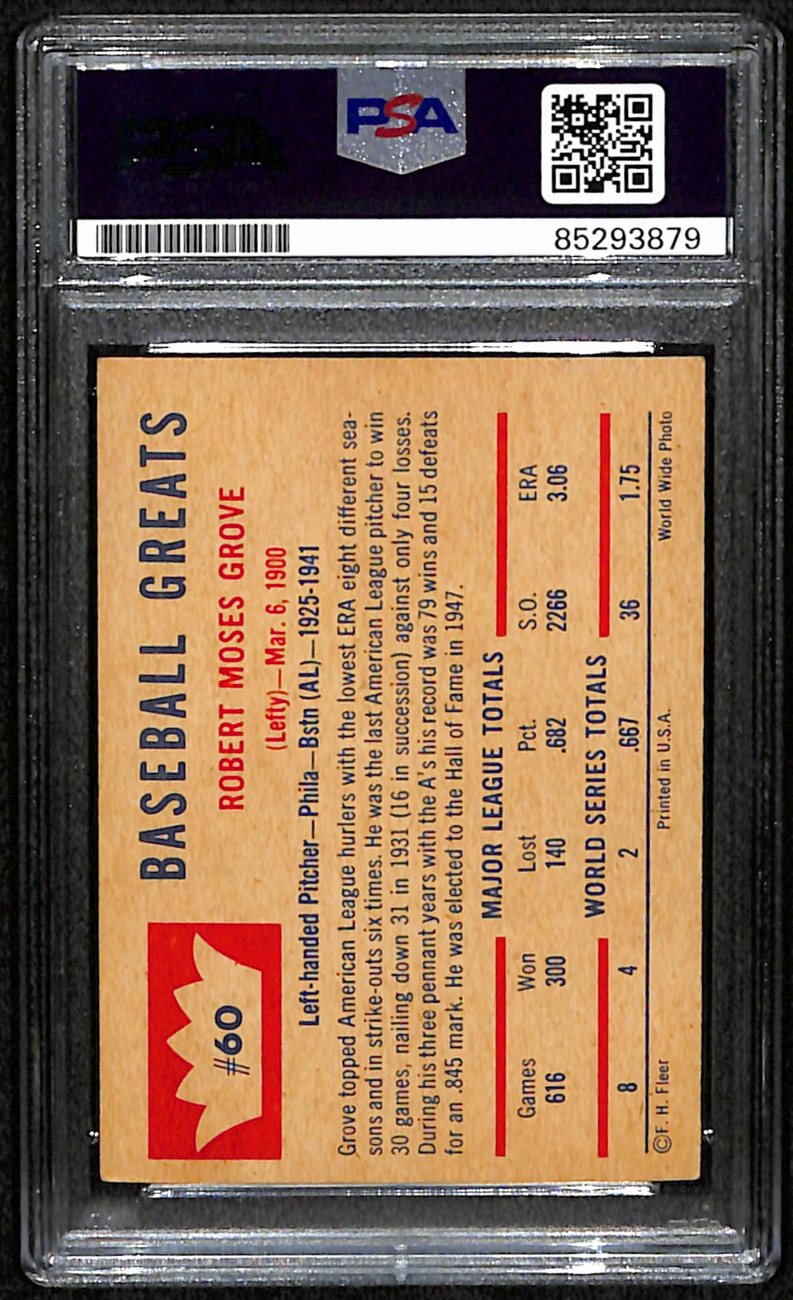 PSA
85293879
#60
BASEBALL GREATS
ROBERT MOSES GROVE
(Lefty)—Mar. 6, 1900
Left-handed Pitcher—Phila—Bstn (AL)—1925-1941
Grove topped American League hurlers with the lowest ERA eight different sea-
sons and in strike-outs six times. He was the last American League pitcher to win
30 games, nailing down 31 in 1931 (16 in succession) against only four losses.
During his three pennant years with the A's his record was 79 wins and 15 defeats
for an .845 mark. He was elected to the Hall of Fame in 1947.
MAJOR LEAGUE TOTALS
Games Won Lost Pct. S.O. ERA
616 300 140 .682 2266 3.06
WORLD SERIES TOTALS
8 4 2 .667 36 1.75
©F. H. Fleer Printed in U.S.A. World Wide Photo